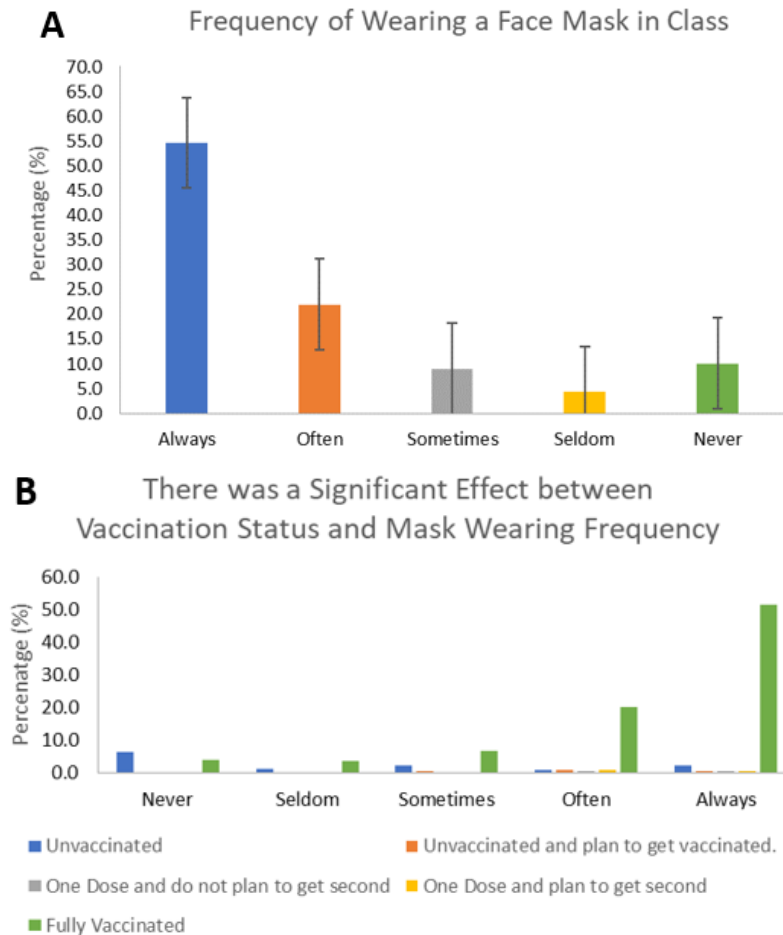 A
Frequency of Wearing a Face Mask in Class
Percentage (%)
70.0
65.0
60.0
55.0
50.0
45.0
40.0
35.0
30.0
25.0
20.0
15.0
10.0
5.0
0.0
Always Often Sometimes Seldom Never
B
There was a Significant Effect between
Vaccination Status and Mask Wearing Frequency
Percenatge (%)
60.0
50.0
40.0
30.0
20.0
10.0
0.0
Never Seldom Sometimes Often Always
Unvaccinated Unvaccinated and plan to get vaccinated.
One Dose and do not plan to get second One Dose and plan to get second
Fully Vaccinated